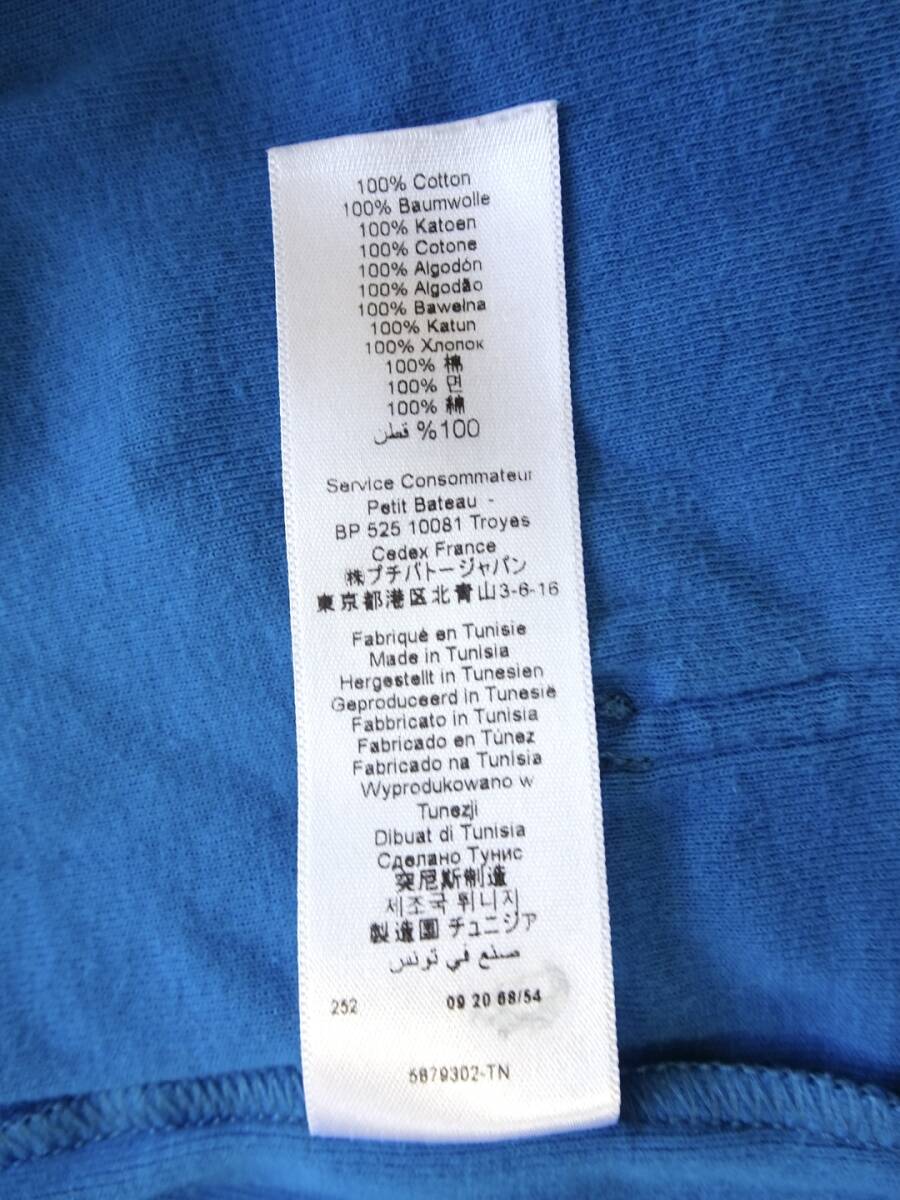 100% Cotton
100% Baumwolle
100% Katoen
100% Cotone
100% Algodón
100% Algodão
100% Bawełna
100% Katun
100% Хлопок
100% 棉
100% 면
100% 綿
100% قطن
Service Consommateur
Petit Bateau -
BP 525 10081 Troyes
Cedex France
㈱プチバトージャパン
東京都港区北青山3-6-16
Fabriqué en Tunisie
Made in Tunisia
Hergestellt in Tunesien
Geproduceerd in Tunesië
Fabbricato in Tunisia
Fabricado en Túnez
Fabricado na Tunísia
Wyprodukowano w
Tunezji
Dibuat di Tunisia
Сделано Тунис
突尼斯制造
제조국 튀니지
製造国 チュニジア
صنع في تونس
252 09 20 68/54
5879302-TN